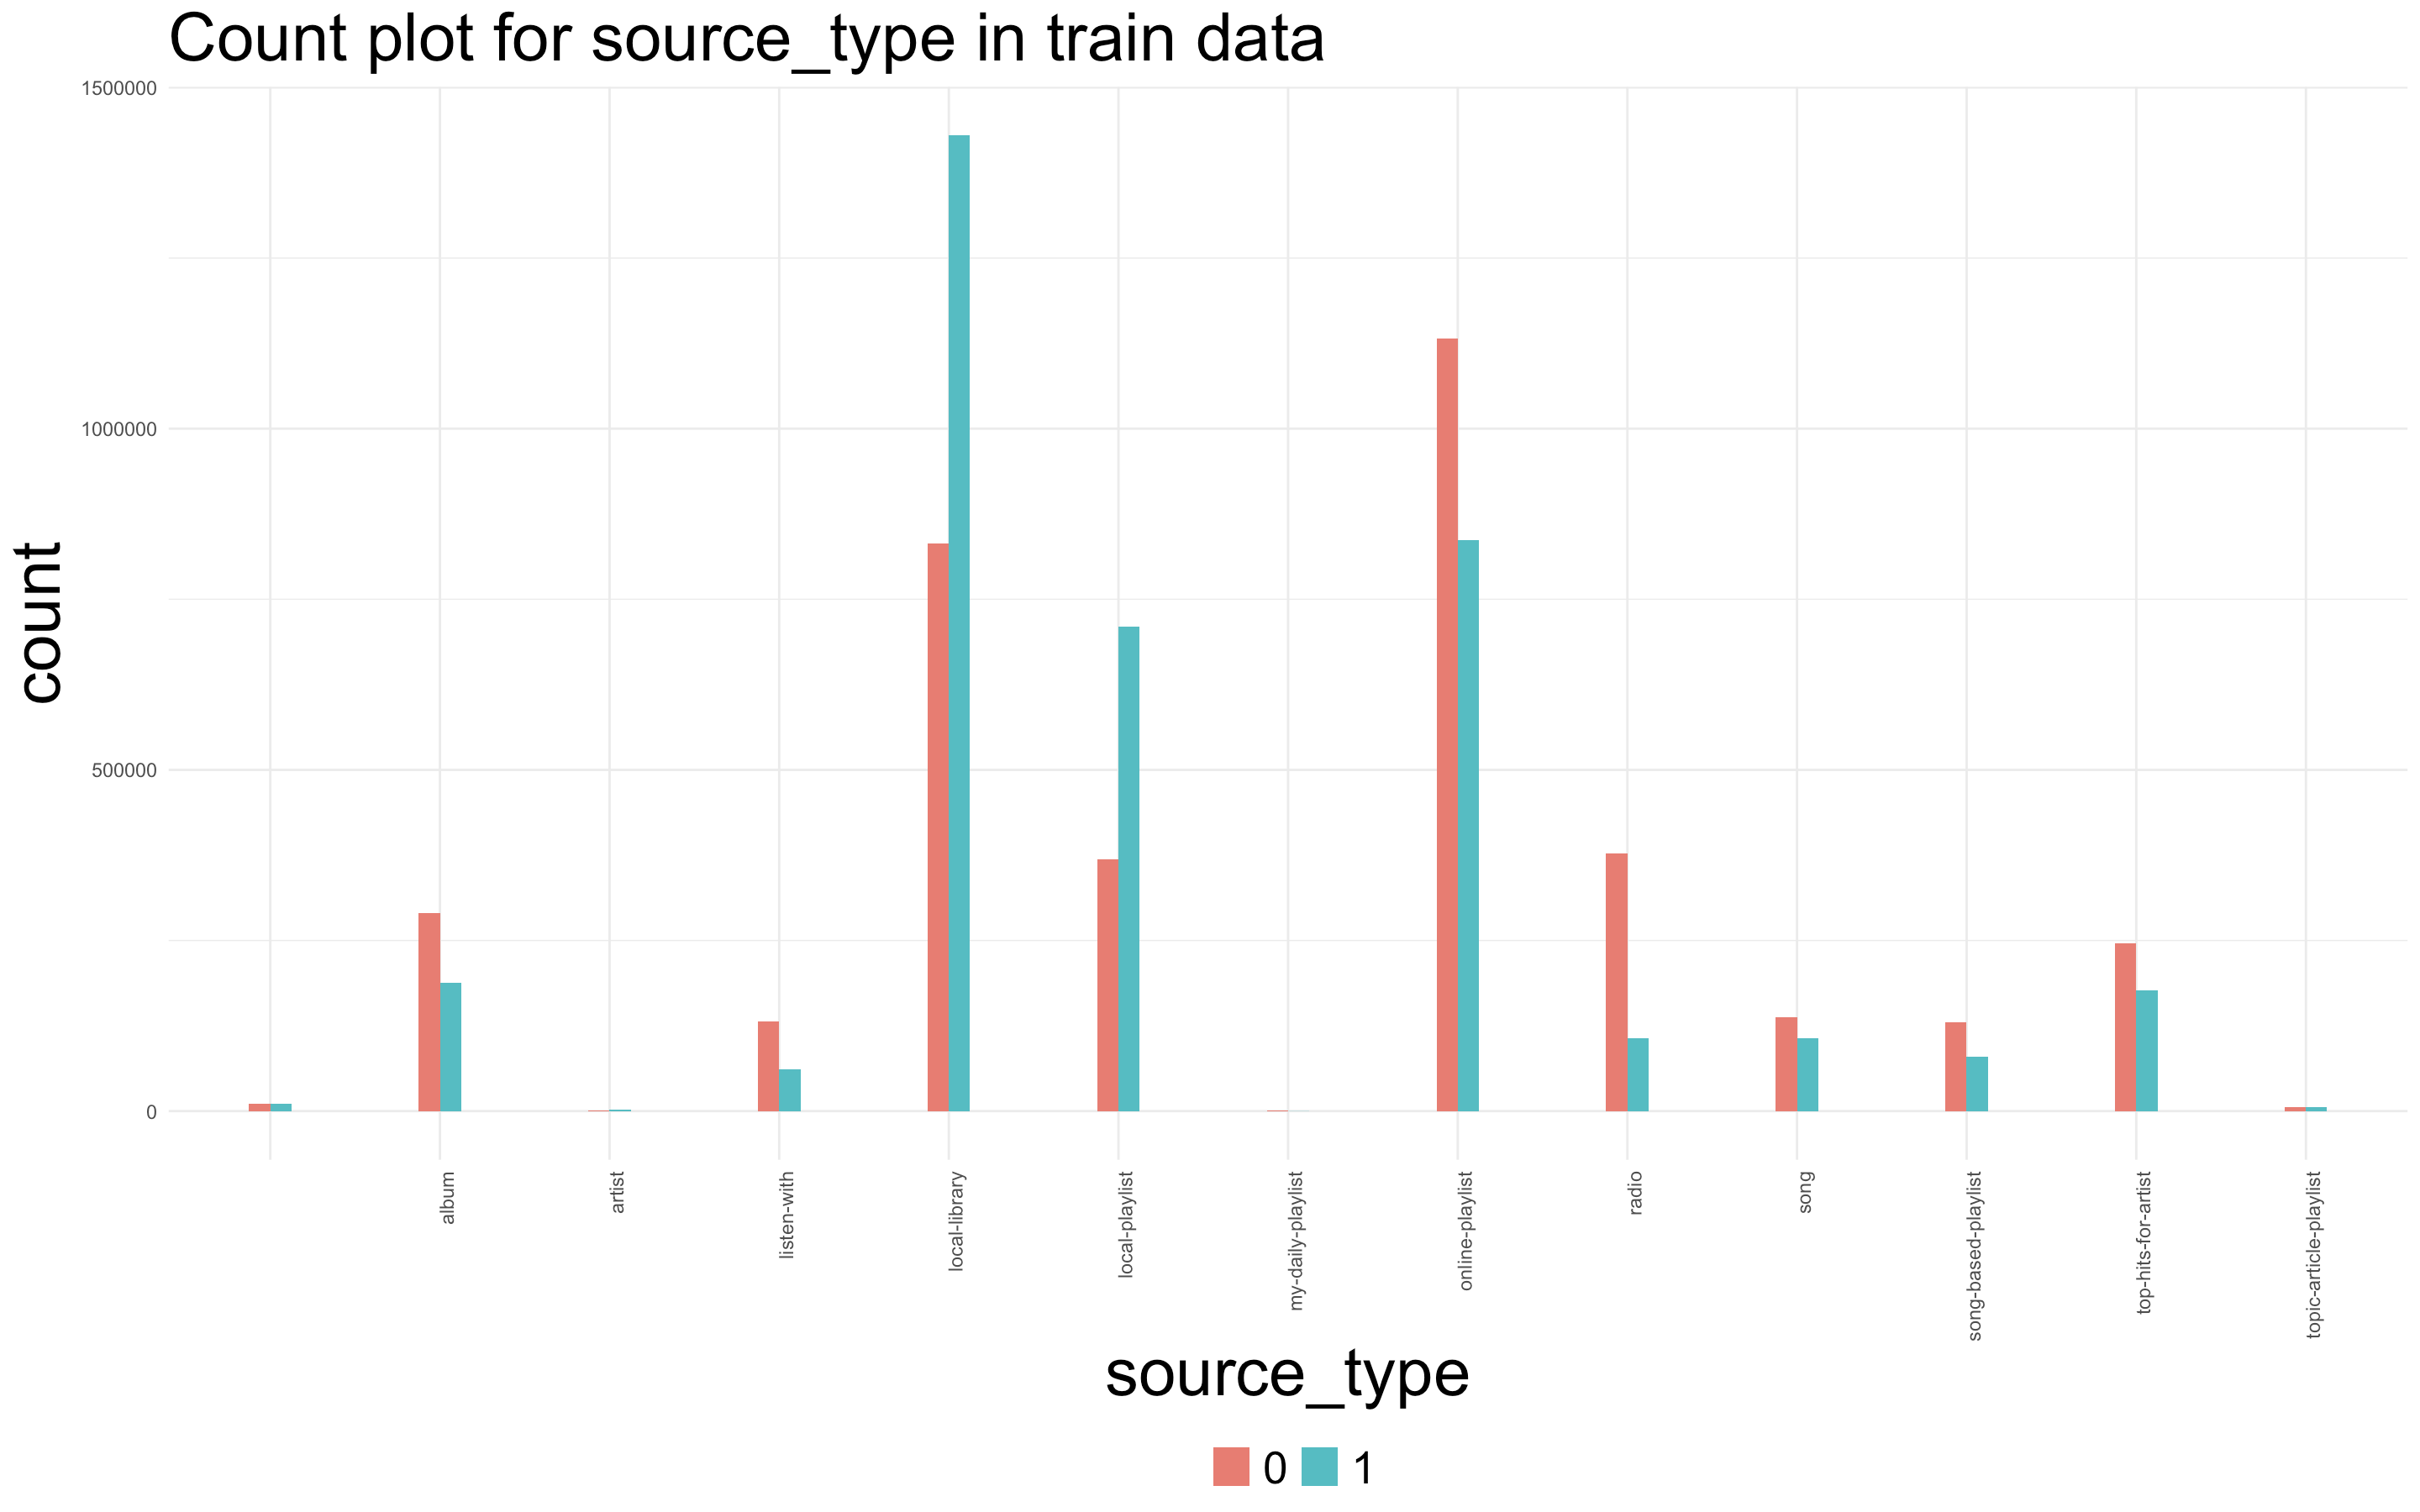 Count plot for source_type in train data
1500000
1000000
500000
0
count
album
artist
listen-with
local-library
local-playlist
my-daily-playlist
online-playlist
radio
song
song-based-playlist
top-hits-for-artist
topic-article-playlist
source_type
0 1